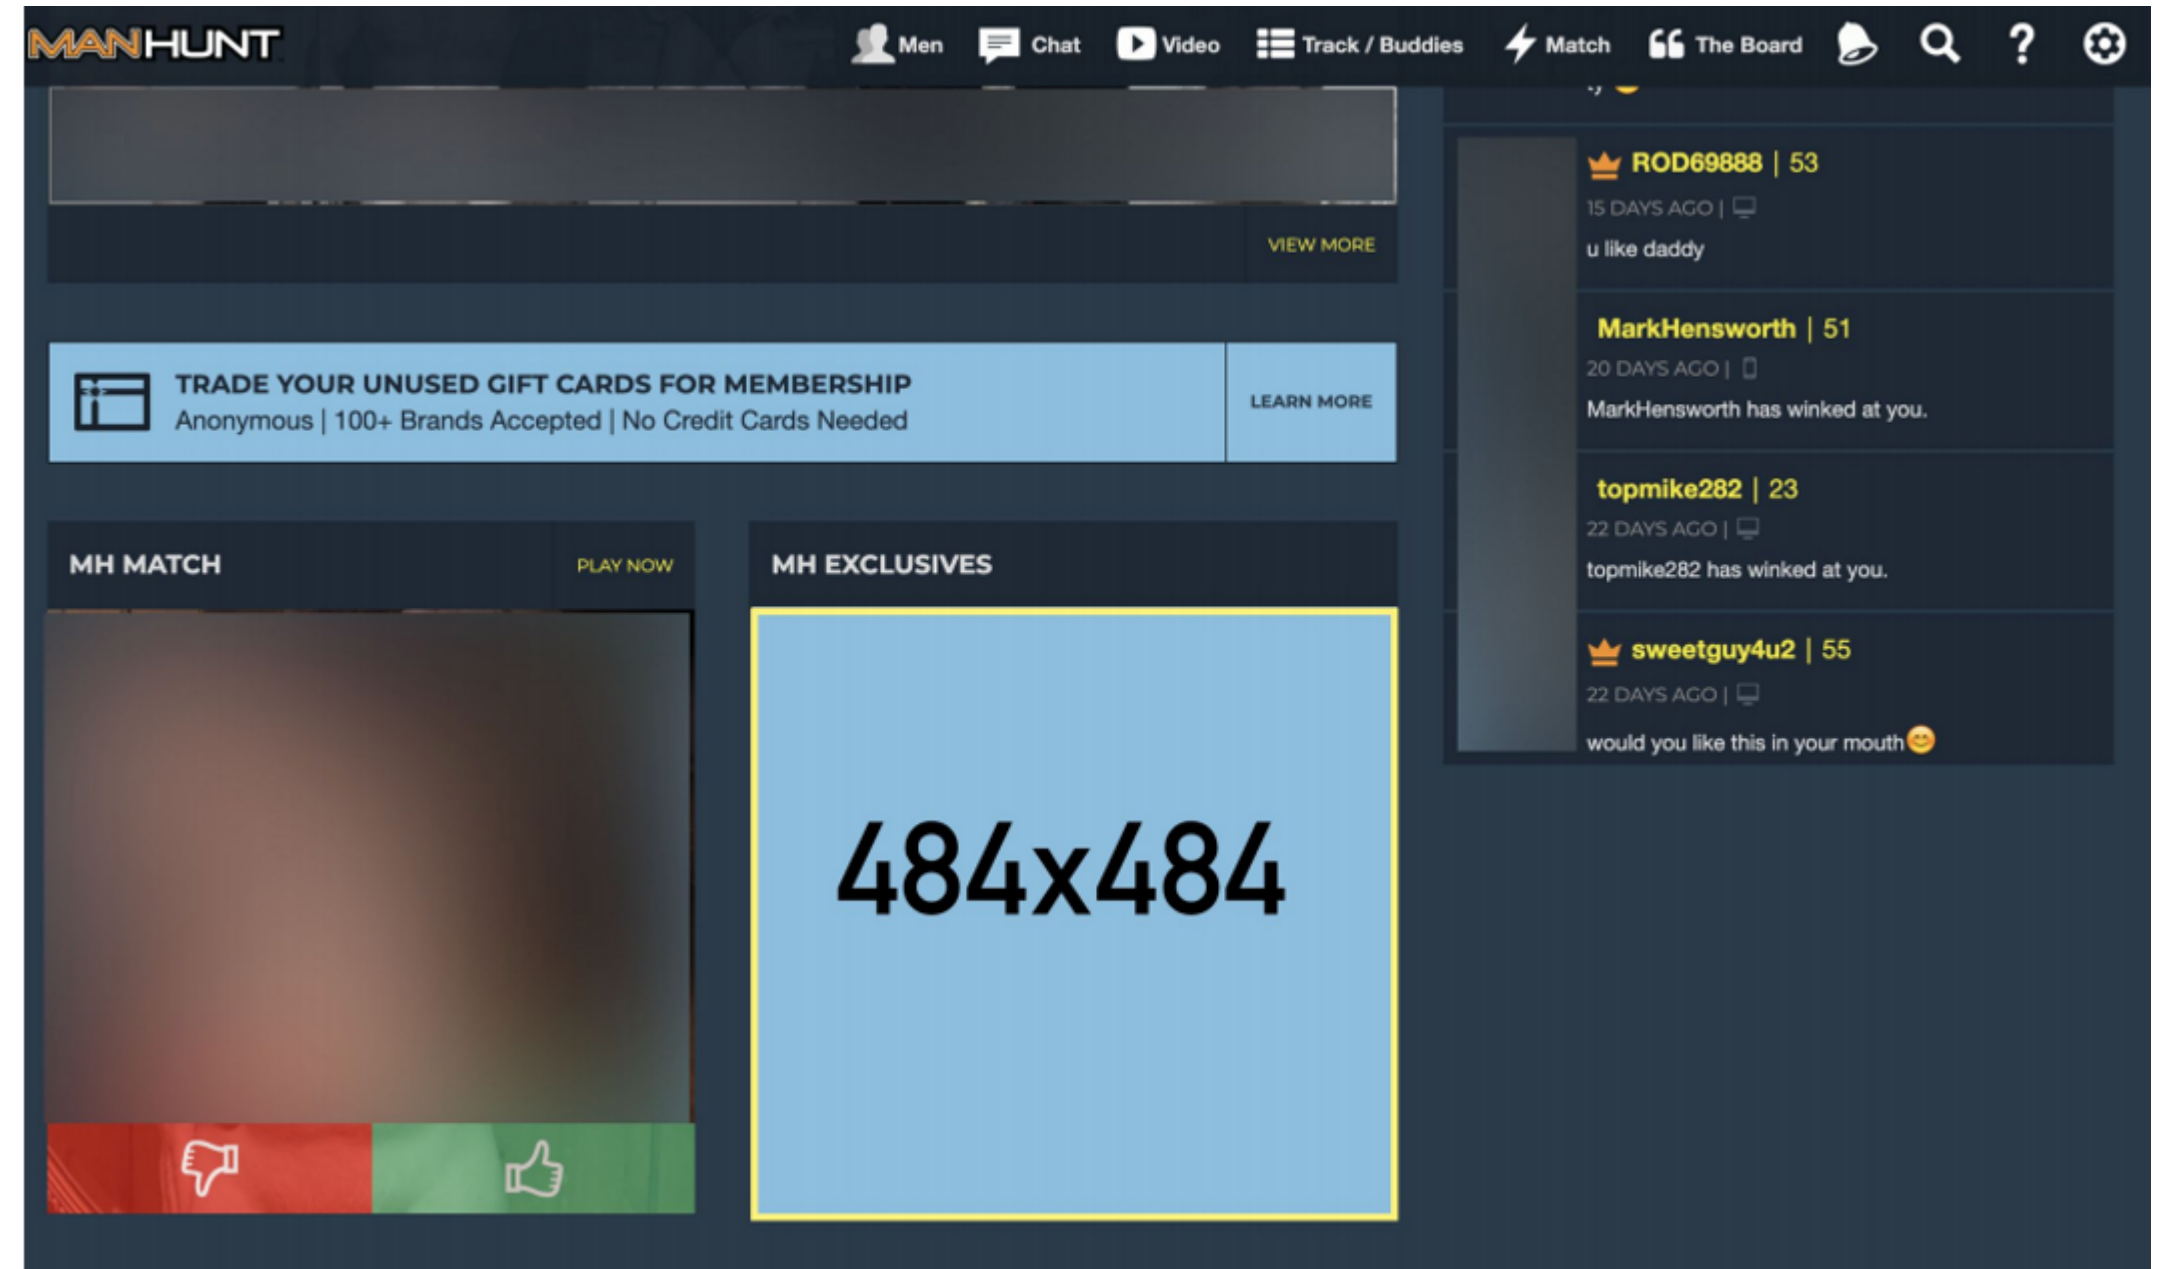 MANHUNT
Men
Chat
Video
Track / Buddies
Match
The Board
VIEW MORE
TRADE YOUR UNUSED GIFT CARDS FOR MEMBERSHIP
Anonymous | 100+ Brands Accepted | No Credit Cards Needed
LEARN MORE
MH MATCH
PLAY NOW
MH EXCLUSIVES
484x484
ROD69888 | 53
15 DAYS AGO |
u like daddy
MarkHensworth | 51
20 DAYS AGO |
MarkHensworth has winked at you.
topmike282 | 23
22 DAYS AGO |
topmike282 has winked at you.
sweetguy4u2 | 55
22 DAYS AGO |
would you like this in your mouth😊